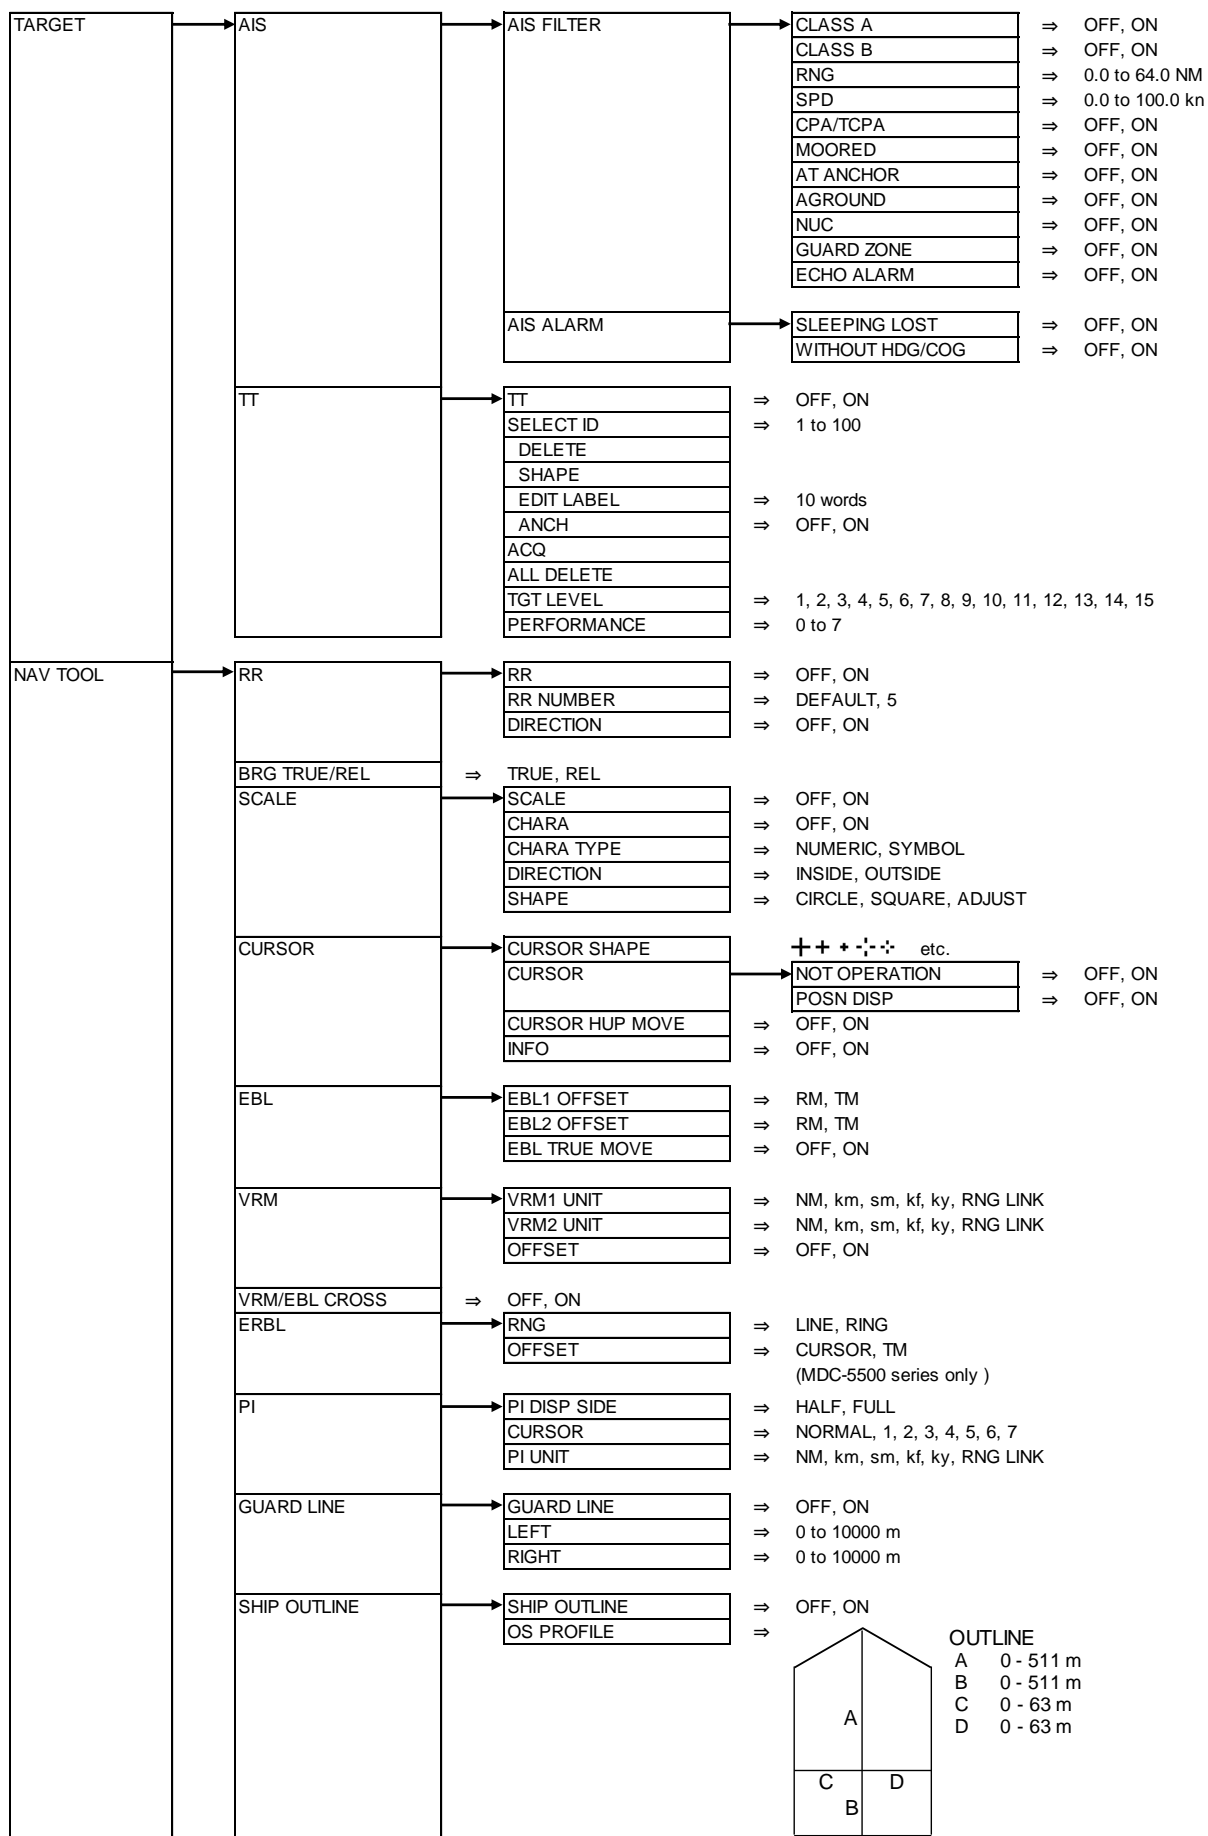 TARGET AIS AIS FILTER CLASS A ⇒ OFF, ON
CLASS B ⇒ OFF, ON
RNG ⇒ 0.0 to 64.0 NM
SPD ⇒ 0.0 to 100.0 kn
CPA/TCPA ⇒ OFF, ON
MOORED ⇒ OFF, ON
AT ANCHOR ⇒ OFF, ON
AGROUND ⇒ OFF, ON
NUC ⇒ OFF, ON
GUARD ZONE ⇒ OFF, ON
ECHO ALARM ⇒ OFF, ON
AIS ALARM SLEEPING LOST ⇒ OFF, ON
WITHOUT HDG/COG ⇒ OFF, ON
TT TT ⇒ OFF, ON
SELECT ID ⇒ 1 to 100
DELETE
SHAPE
EDIT LABEL ⇒ 10 words
ANCH ⇒ OFF, ON
ACQ
ALL DELETE
TGT LEVEL ⇒ 1, 2, 3, 4, 5, 6, 7, 8, 9, 10, 11, 12, 13, 14, 15
PERFORMANCE ⇒ 0 to 7
NAV TOOL RR RR ⇒ OFF, ON
RR NUMBER ⇒ DEFAULT, 5
DIRECTION ⇒ OFF, ON
BRG TRUE/REL ⇒ TRUE, REL
SCALE SCALE ⇒ OFF, ON
CHARA ⇒ OFF, ON
CHARA TYPE ⇒ NUMERIC, SYMBOL
DIRECTION ⇒ INSIDE, OUTSIDE
SHAPE ⇒ CIRCLE, SQUARE, ADJUST
CURSOR CURSOR SHAPE etc.
CURSOR NOT OPERATION ⇒ OFF, ON
POSN DISP ⇒ OFF, ON
CURSOR HUP MOVE ⇒ OFF, ON
INFO ⇒ OFF, ON
EBL EBL1 OFFSET ⇒ RM, TM
EBL2 OFFSET ⇒ RM, TM
EBL TRUE MOVE ⇒ OFF, ON
VRM VRM1 UNIT ⇒ NM, km, sm, kf, ky, RNG LINK
VRM2 UNIT ⇒ NM, km, sm, kf, ky, RNG LINK
OFFSET ⇒ OFF, ON
VRM/EBL CROSS ⇒ OFF, ON
ERBL RNG ⇒ LINE, RING
OFFSET ⇒ CURSOR, TM
(MDC-5500 series only )
PI PI DISP SIDE ⇒ HALF, FULL
CURSOR ⇒ NORMAL, 1, 2, 3, 4, 5, 6, 7
PI UNIT ⇒ NM, km, sm, kf, ky, RNG LINK
GUARD LINE GUARD LINE ⇒ OFF, ON
LEFT ⇒ 0 to 10000 m
RIGHT ⇒ 0 to 10000 m
SHIP OUTLINE SHIP OUTLINE ⇒ OFF, ON
OS PROFILE ⇒
OUTLINE
A 0 - 511 m
B 0 - 511 m
C 0 - 63 m
D 0 - 63 m
A
C D
B